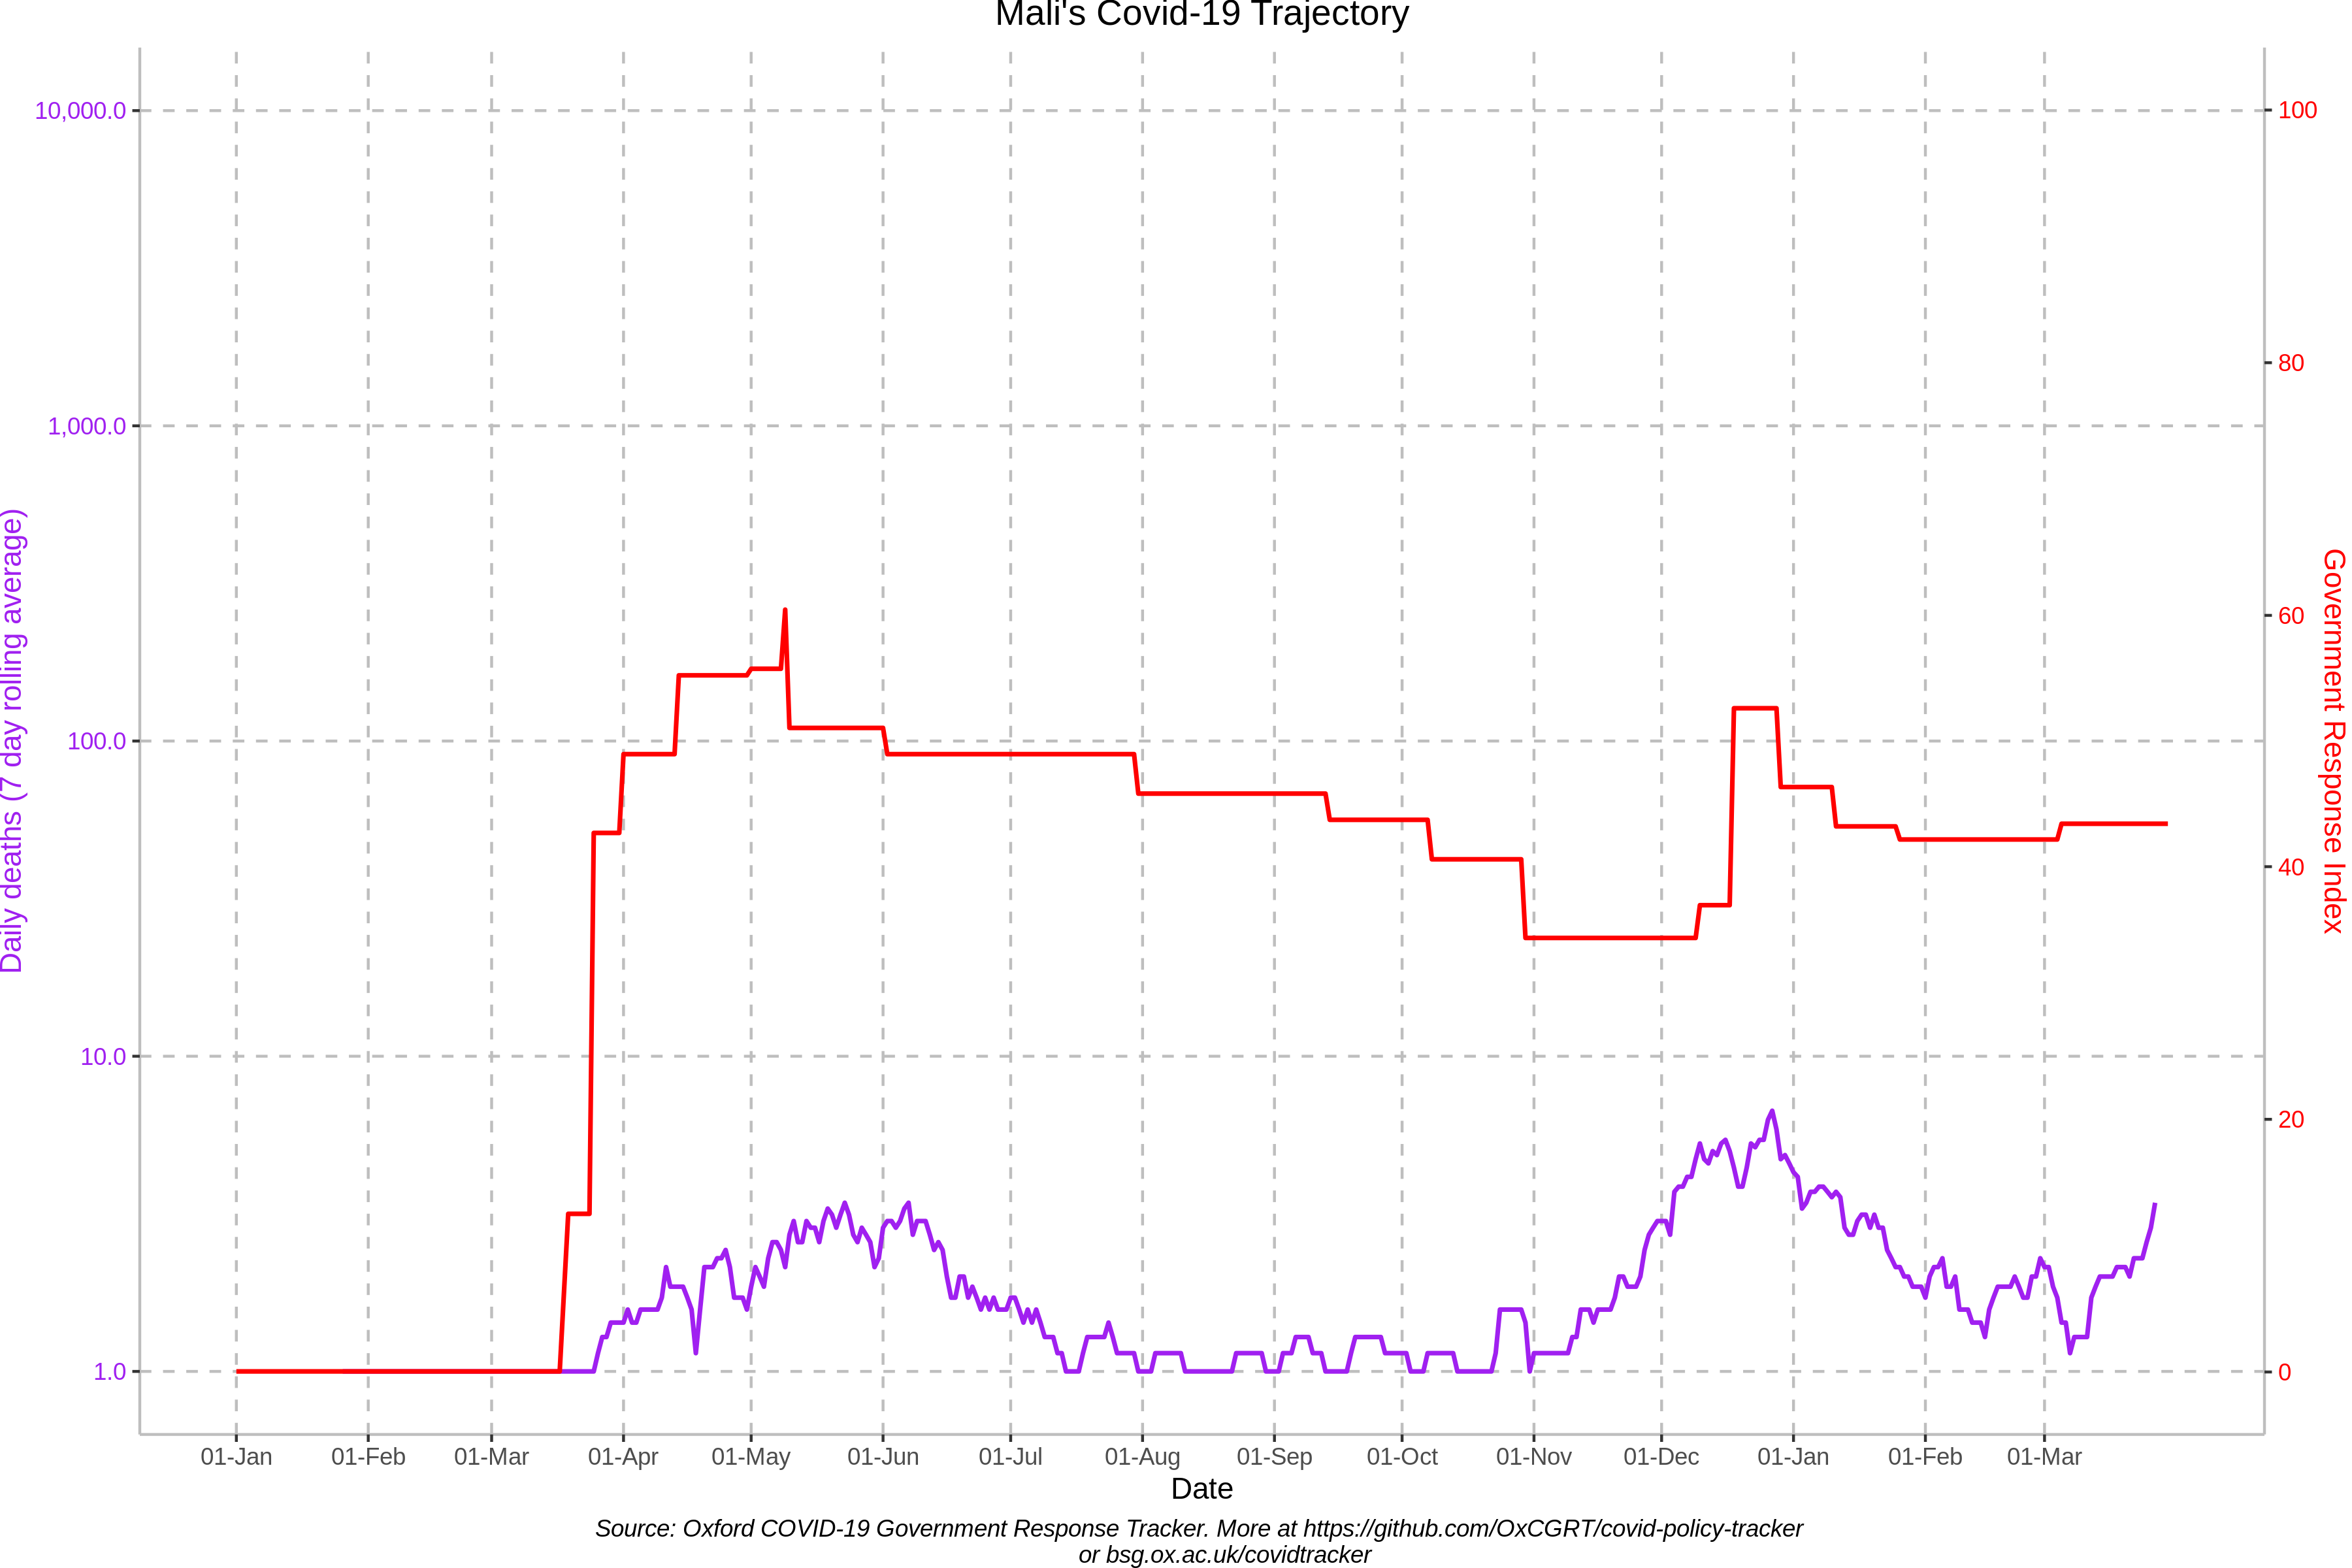 Mali's Covid-19 Trajectory
Daily deaths (7 day rolling average)
10,000.0
1,000.0
100.0
10.0
1.0
Government Response Index
100
80
60
40
20
0
01-Jan 01-Feb 01-Mar 01-Apr 01-May 01-Jun 01-Jul 01-Aug 01-Sep 01-Oct 01-Nov 01-Dec 01-Jan 01-Feb 01-Mar
Date
Source: Oxford COVID-19 Government Response Tracker. More at https://github.com/OxCGRT/covid-policy-tracker
or bsg.ox.ac.uk/covidtracker